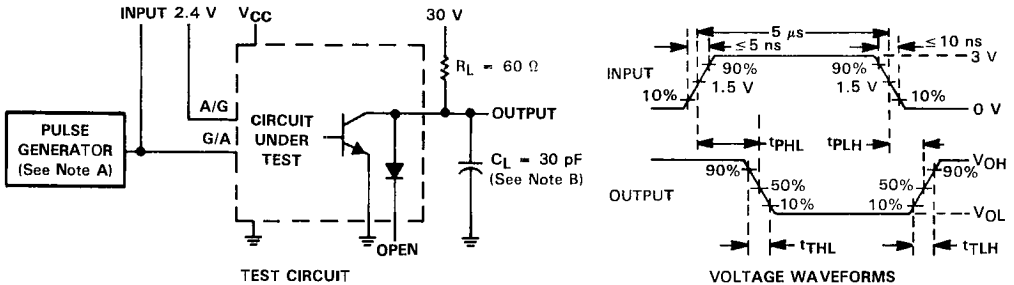 INPUT 2.4 V VCC 30 V
RL = 60 Ω
A/G
G/A
PULSE
GENERATOR
(See Note A)
CIRCUIT
UNDER
TEST
OUTPUT
CL = 30 pF
(See Note B)
OPEN
TEST CIRCUIT
5 μs
≤5 ns ≤10 ns
INPUT
3 V
90% 90%
1.5 V 1.5 V
10% 10%
0 V
tPHL tPLH
OUTPUT
VOH
90% 90%
50% 50%
10% 10%
VOL
tTHL tTLH
VOLTAGE WAVEFORMS